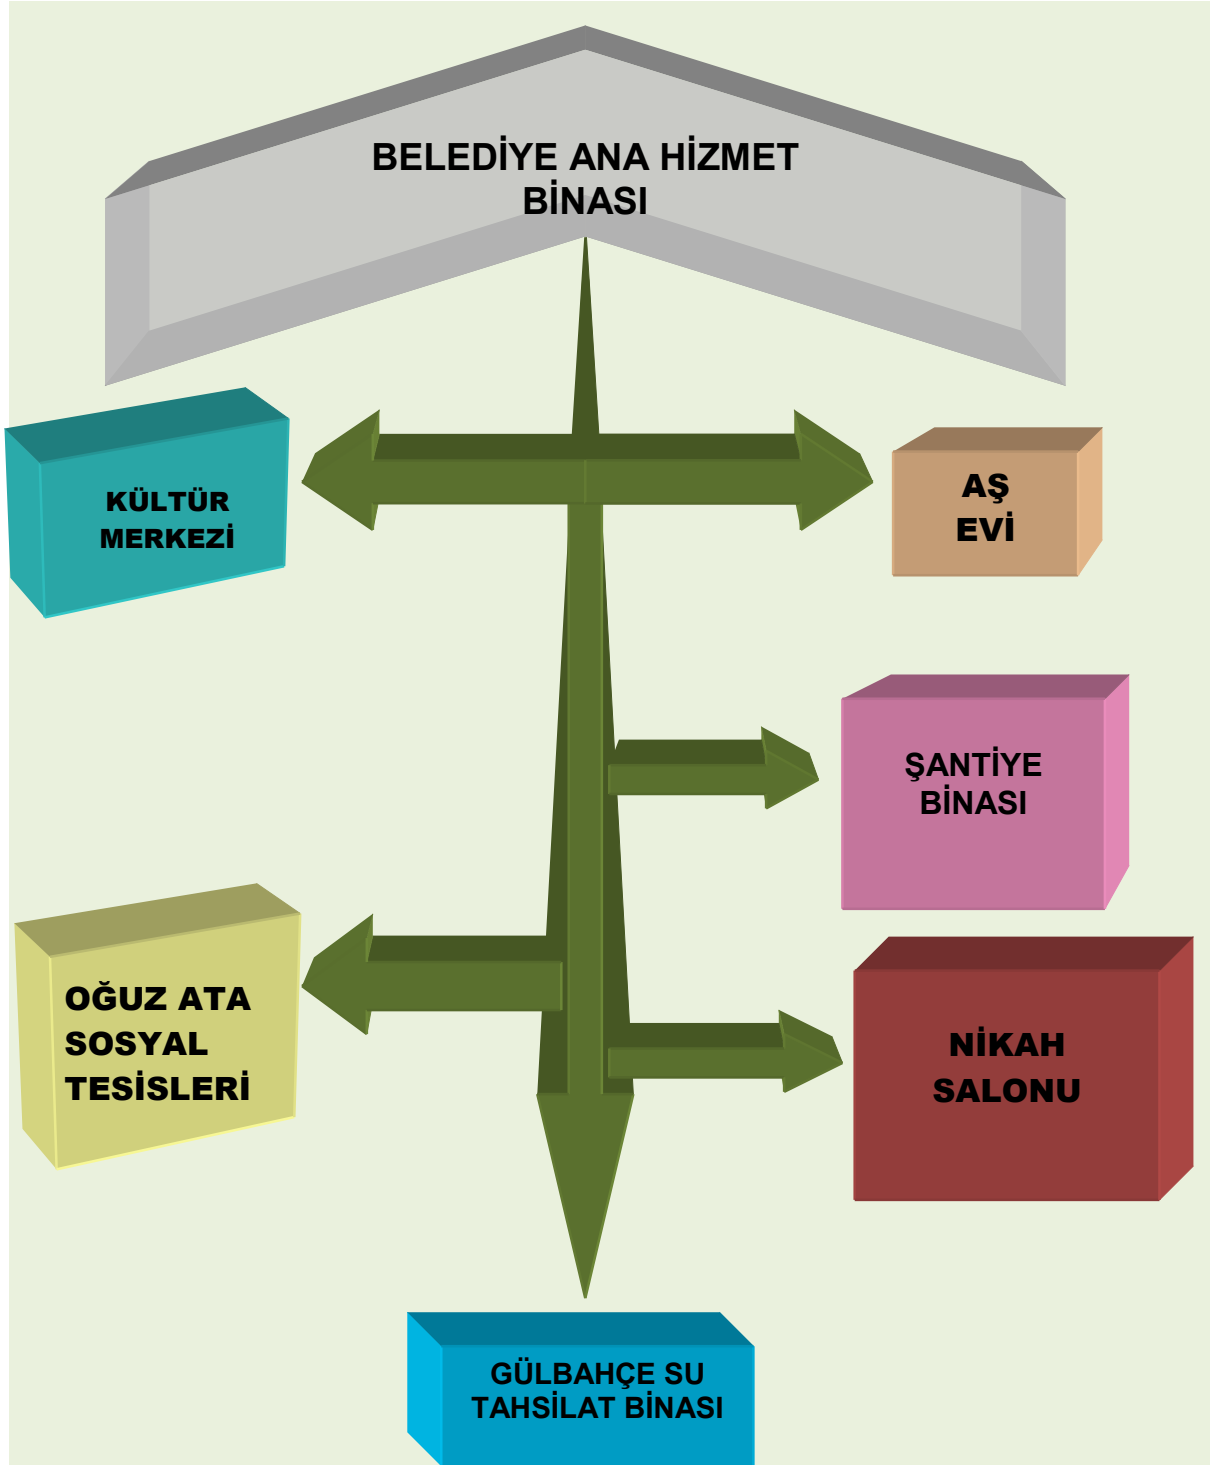 BELEDİYE ANA HİZMET
BİNASI
KÜLTÜR
MERKEZİ
AŞ
EVİ
ŞANTİYE
BİNASI
OĞUZ ATA
SOSYAL
TESİSLERİ
NİKAH
SALONU
GÜLBAHÇE SU
TAHSİLAT BİNASI